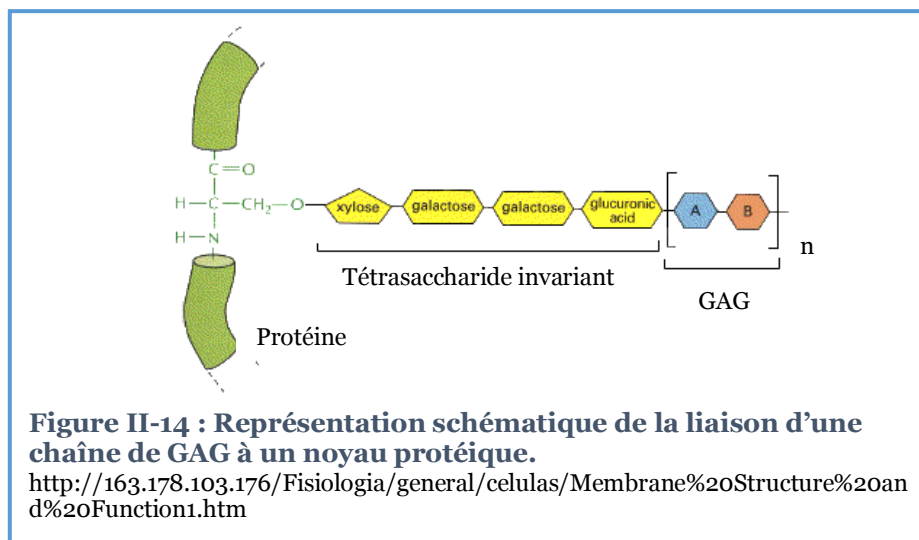 C=O
H—C—CH₂—O
xylose galactose galactose glucuronic acid A B
H—N
n
Tétrasaccharide invariant
GAG
Protéine
Figure II-14 : Représentation schématique de la liaison d’une
chaîne de GAG à un noyau protéique.
http://163.178.103.176/Fisiologia/general/celulas/Membrane%20Structure%20an
d%20Function1.htm